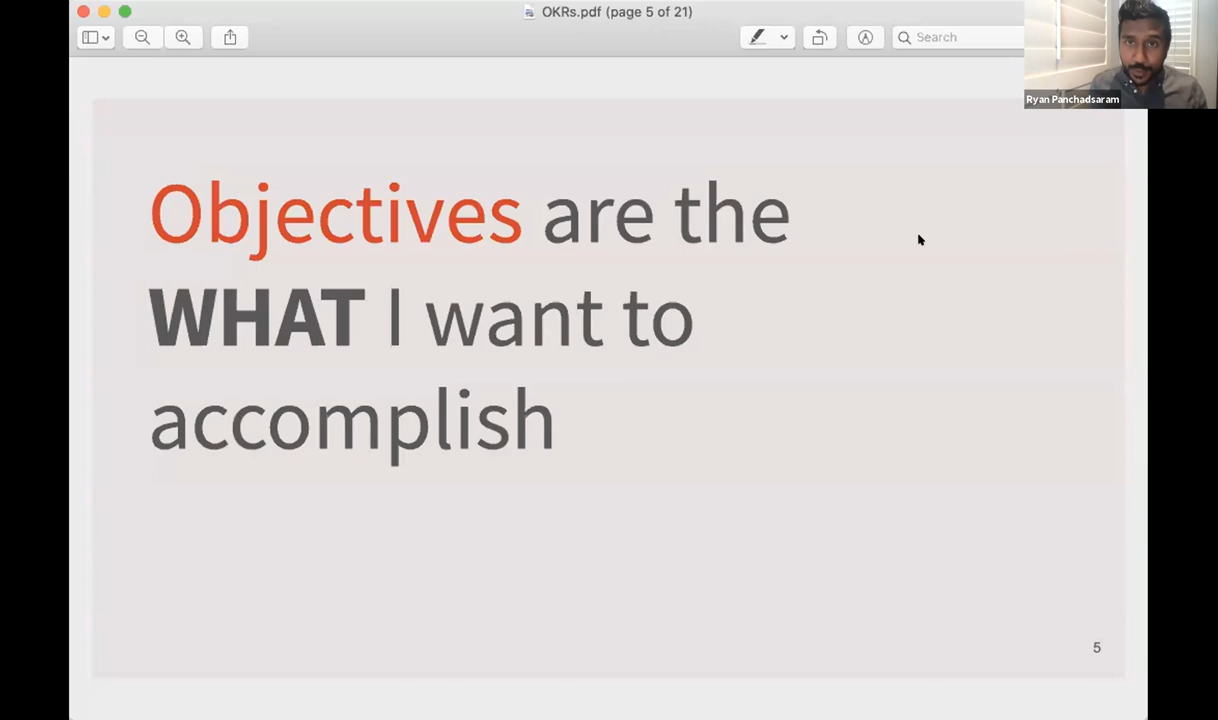 OKRs.pdf (page 5 of 21)
Search
Ryan Panchadsaram
Objectives are the
WHAT I want to
accomplish
5